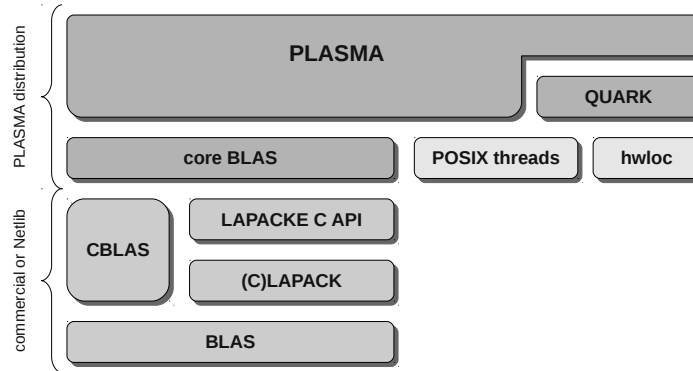 PLASMA distribution
PLASMA
QUARK
core BLAS
POSIX threads
hwloc
commercial or Netlib
CBLAS
LAPACKE C API
(C)LAPACK
BLAS